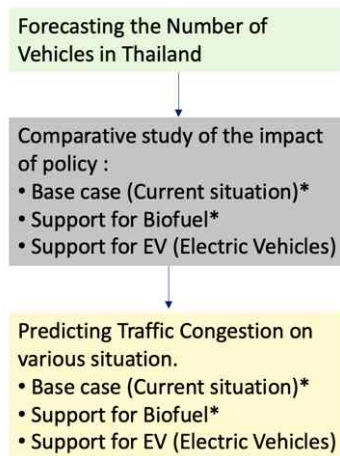 Forecasting the Number of
Vehicles in Thailand
Comparative study of the impact
of policy :
• Base case (Current situation)*
• Support for Biofuel*
• Support for EV (Electric Vehicles)
Predicting Traffic Congestion on
various situation.
• Base case (Current situation)*
• Support for Biofuel*
• Support for EV (Electric Vehicles)